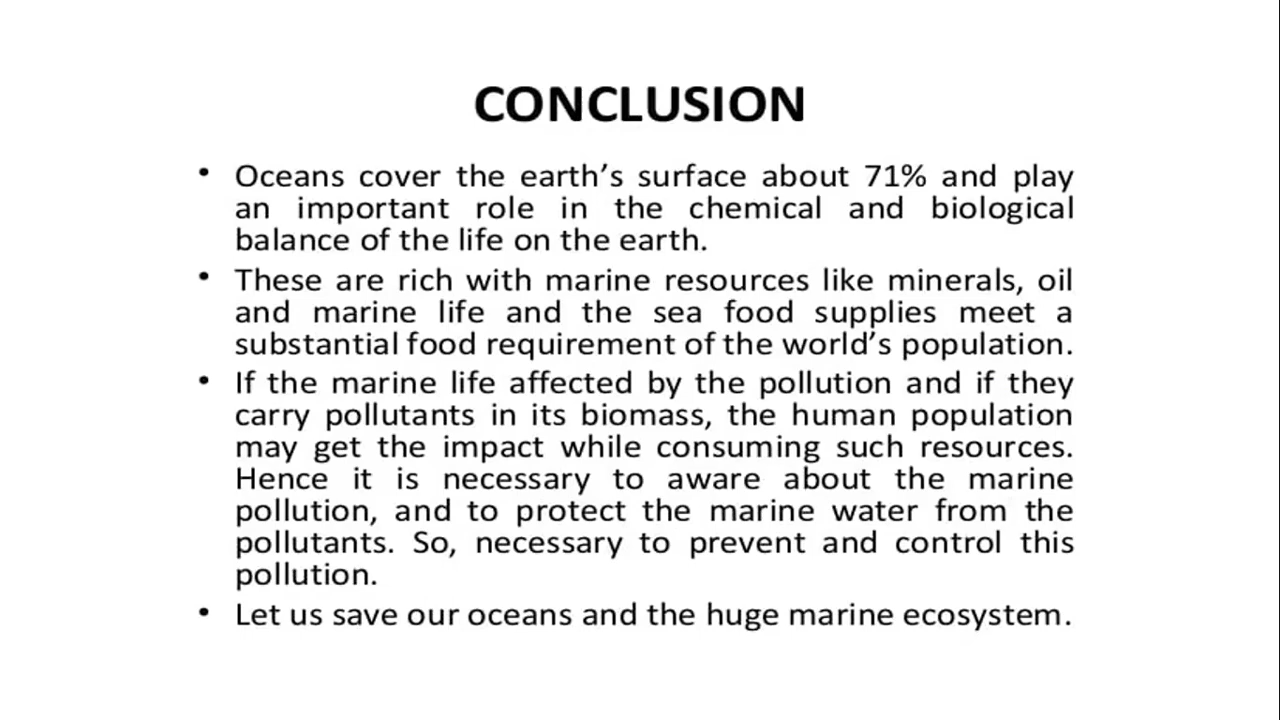 CONCLUSION
• Oceans cover the earth’s surface about 71% and play
an important role in the chemical and biological
balance of the life on the earth.
• These are rich with marine resources like minerals, oil
and marine life and the sea food supplies meet a
substantial food requirement of the world’s population.
• If the marine life affected by the pollution and if they
carry pollutants in its biomass, the human population
may get the impact while consuming such resources.
Hence it is necessary to aware about the marine
pollution, and to protect the marine water from the
pollutants. So, necessary to prevent and control this
pollution.
• Let us save our oceans and the huge marine ecosystem.